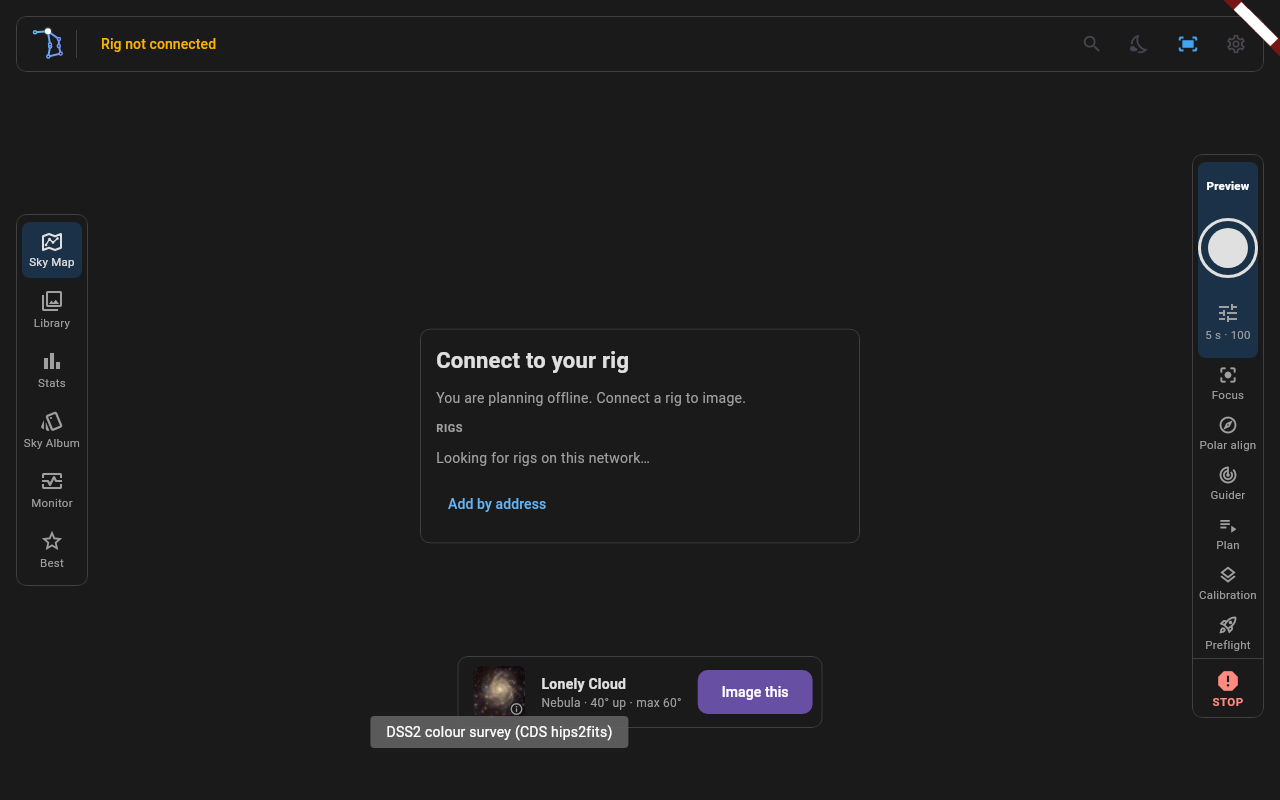 Rig not connected
Sky Map
Library
Stats
Sky Album
Monitor
Best
Connect to your rig
You are planning offline. Connect a rig to image.
RIGS
Looking for rigs on this network…
Add by address
Lonely Cloud
Nebula · 40° up · max 60°
Image this
DSS2 colour survey (CDS hips2fits)
Preview
5 s · 100
Focus
Polar align
Guider
Plan
Calibration
Preflight
STOP